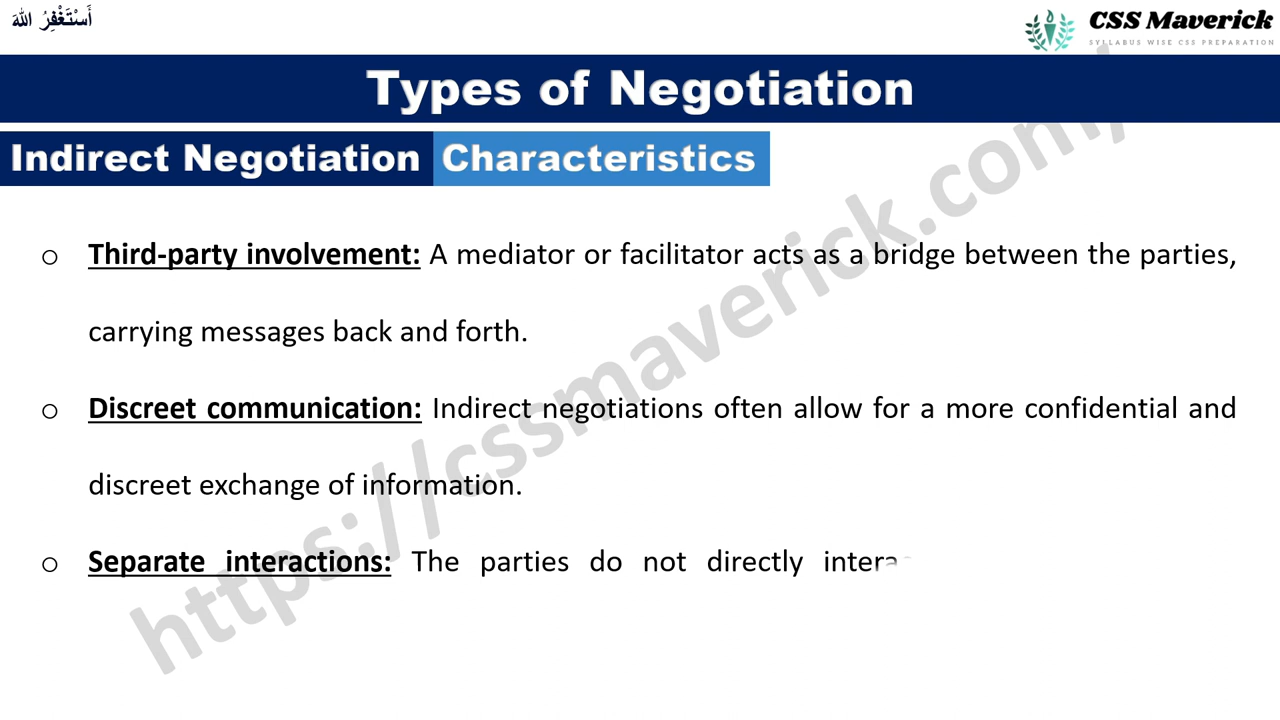 أَسْتَغْفِرُ اللهَ
CSS Maverick
SYLLABUS WISE CSS PREPARATION
Types of Negotiation
Indirect Negotiation Characteristics
o Third-party involvement: A mediator or facilitator acts as a bridge between the parties,
carrying messages back and forth.
o Discreet communication: Indirect negotiations often allow for a more confidential and
discreet exchange of information.
o Separate interactions: The parties do not directly intera
https://cssmaverick.com/